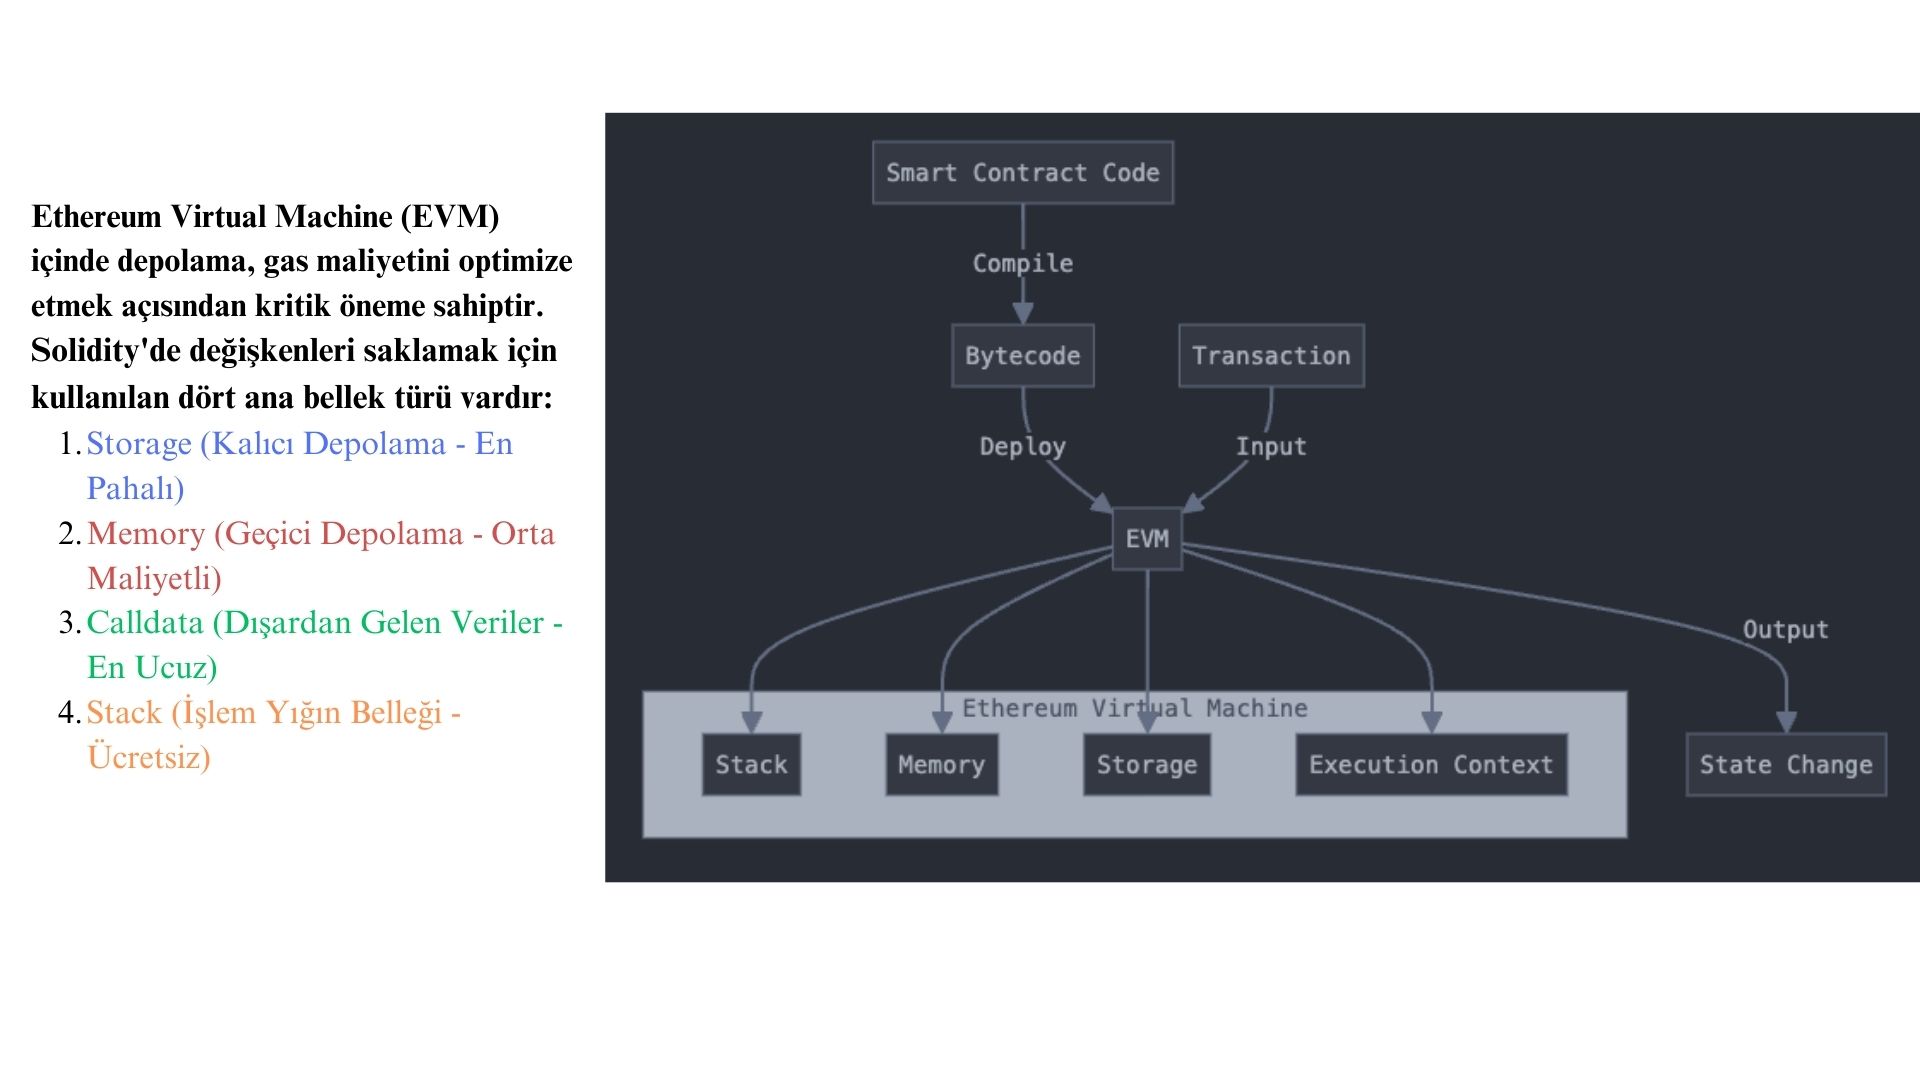 Ethereum Virtual Machine (EVM)
içinde depolama, gas maliyetini optimize
etmek açısından kritik öneme sahiptir.
Solidity'de değişkenleri saklamak için
kullanılan dört ana bellek türü vardır:
1. Storage (Kalıcı Depolama - En
Pahalı)
2. Memory (Geçici Depolama - Orta
Maliyetli)
3. Calldata (Dışardan Gelen Veriler -
En Ucuz)
4. Stack (İşlem Yığın Belleği -
Ücretsiz)
Smart Contract Code
Compile
Bytecode
Transaction
Deploy
Input
EVM
Output
Ethereum Virtual Machine
Stack
Memory
Storage
Execution Context
State Change